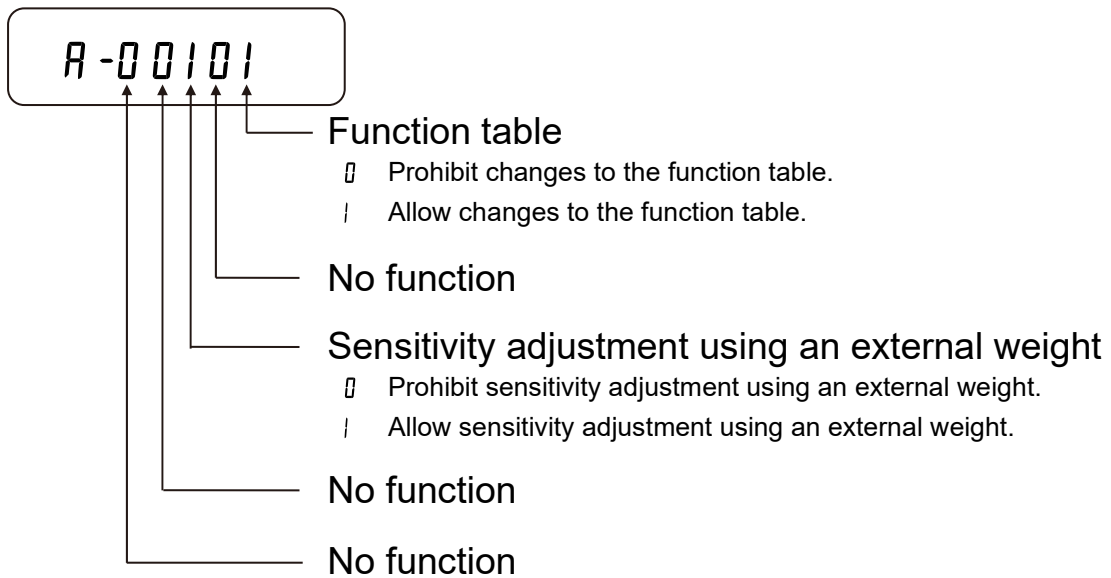 A-00101
Function table
0 Prohibit changes to the function table.
1 Allow changes to the function table.
No function
Sensitivity adjustment using an external weight
0 Prohibit sensitivity adjustment using an external weight.
1 Allow sensitivity adjustment using an external weight.
No function
No function